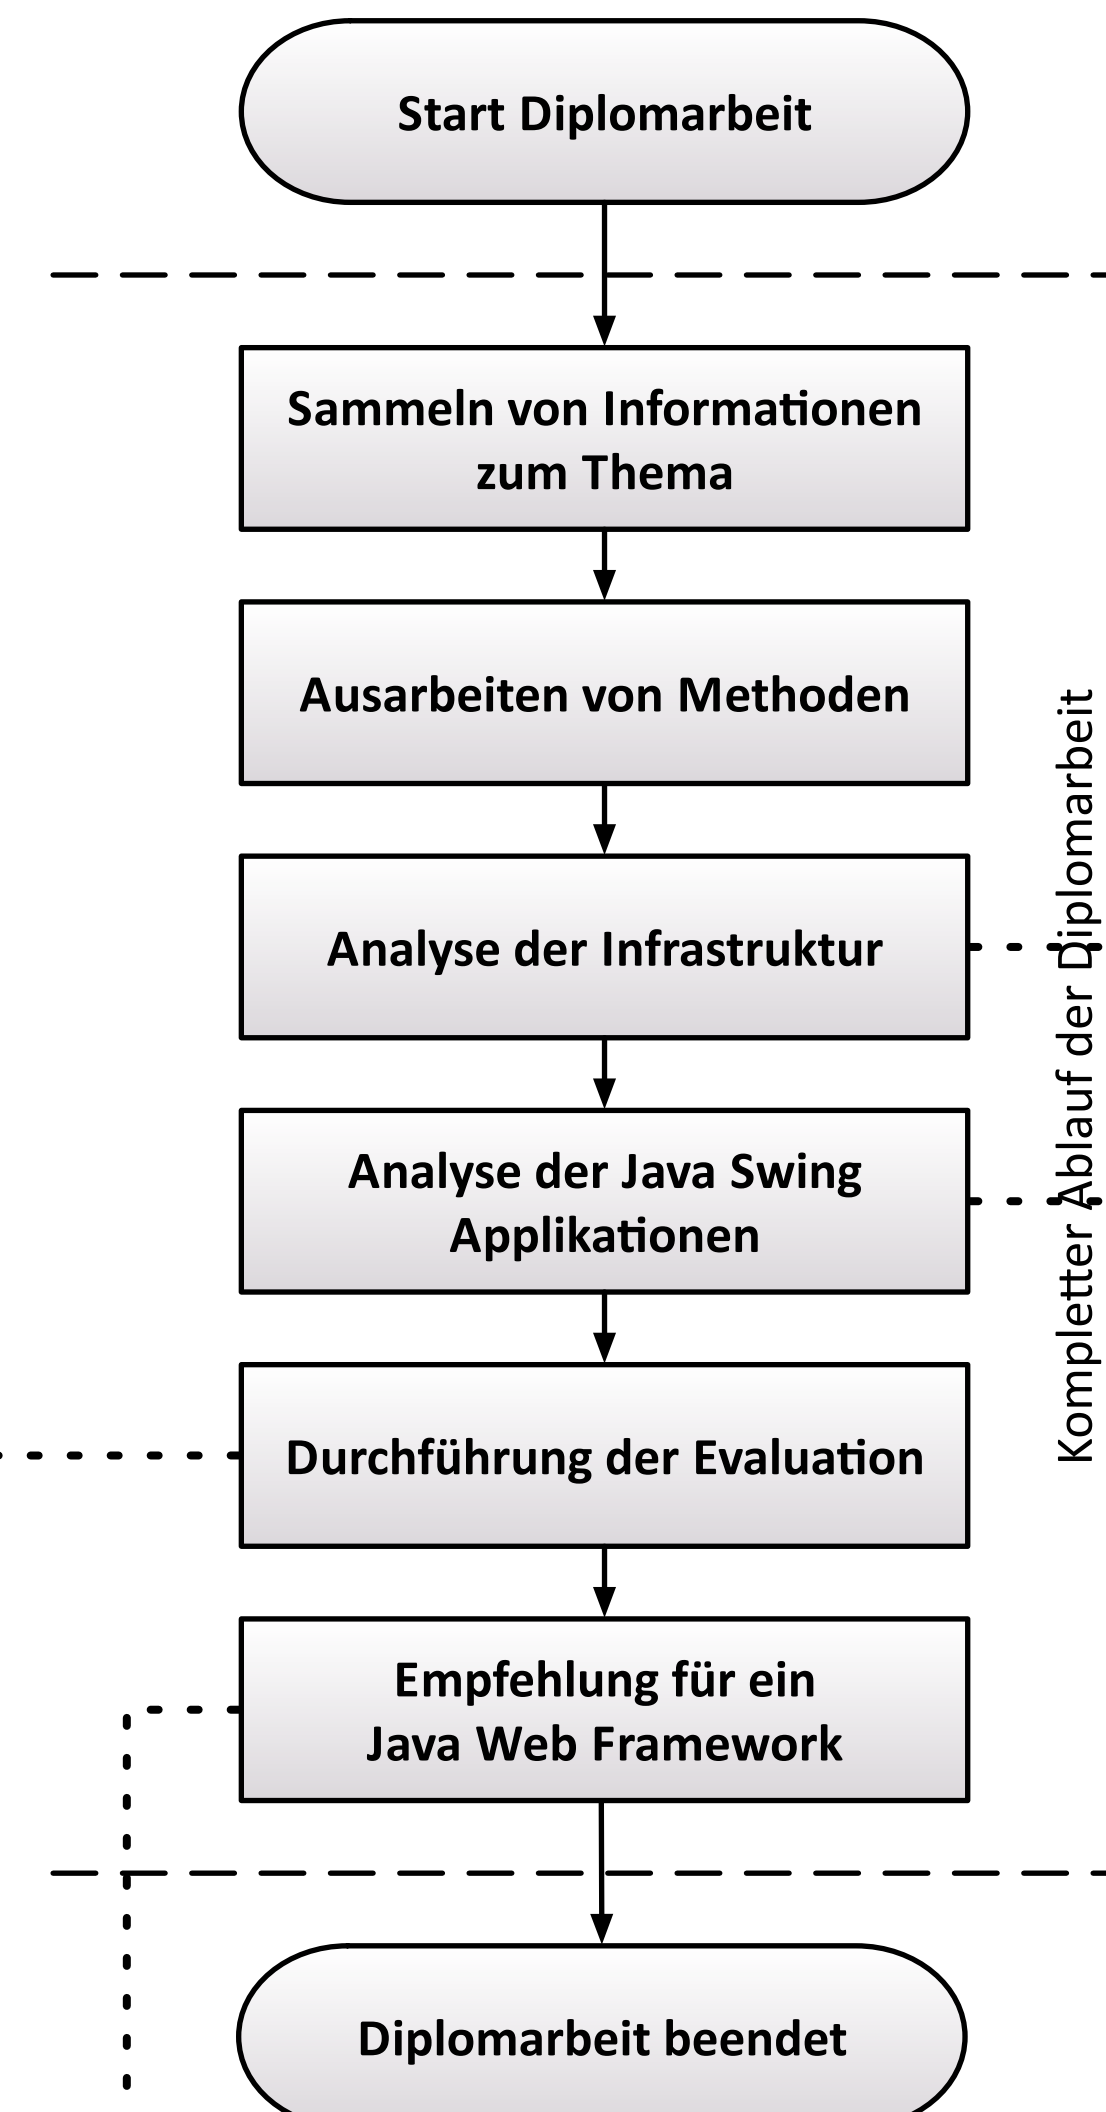 Start Diplomarbeit
Sammeln von Informationen
zum Thema
Ausarbeiten von Methoden
Analyse der Infrastruktur
Analyse der Java Swing
Applikationen
Durchführung der Evaluation
Empfehlung für ein
Java Web Framework
Diplomarbeit beendet
Kompletter Ablauf der Diplomarbeit